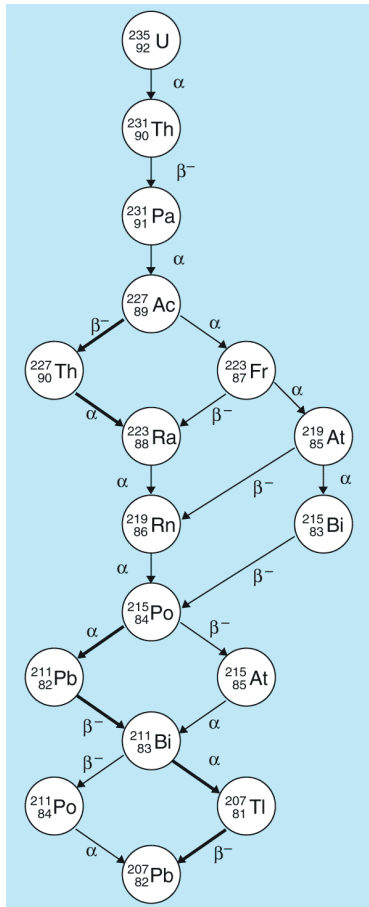 235 92 U
α
231 90 Th
β⁻
231 91 Pa
α
227 89 Ac
β⁻ α
227 90 Th 223 87 Fr
α β⁻ α
223 88 Ra 219 85 At
α β⁻ α
219 86 Rn 215 83 Bi
α β⁻
215 84 Po
α β⁻
211 82 Pb 215 85 At
β⁻ α
211 83 Bi
β⁻ α
211 84 Po 207 81 Tl
α β⁻
207 82 Pb